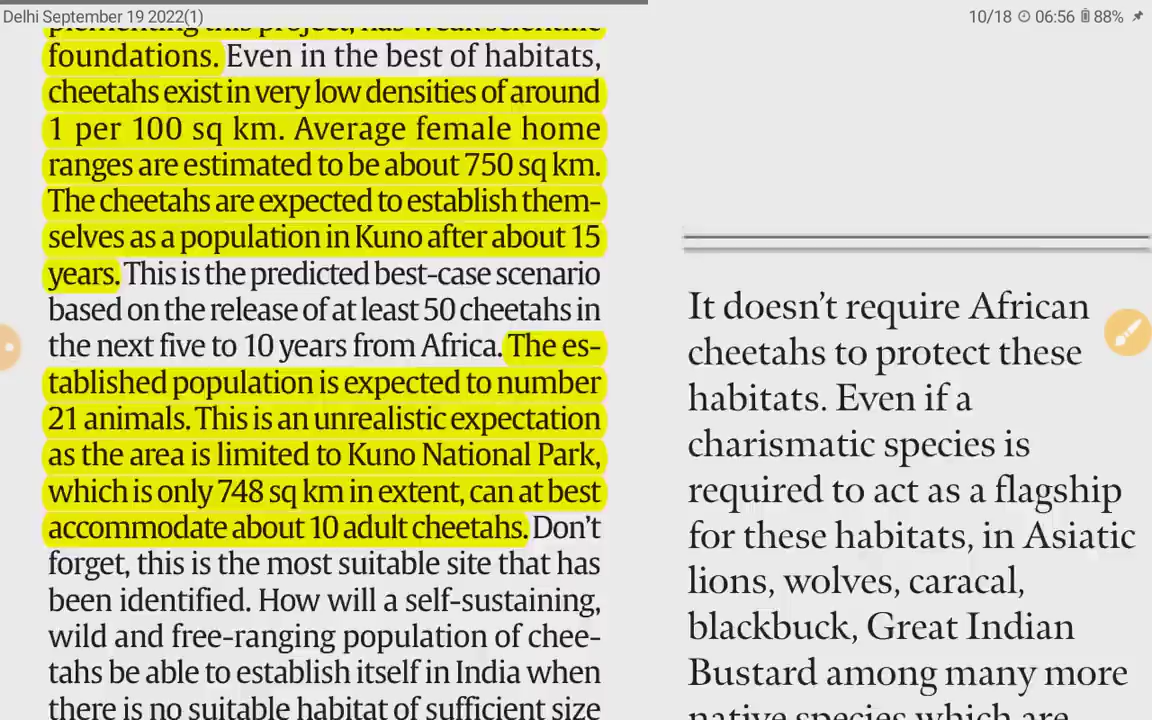 Delhi September 19 2022(1)
10/18 06:56 88%
plementing this project, has weak scientific
foundations. Even in the best of habitats,
cheetahs exist in very low densities of around
1 per 100 sq km. Average female home
ranges are estimated to be about 750 sq km.
The cheetahs are expected to establish them-
selves as a population in Kuno after about 15
years. This is the predicted best-case scenario
based on the release of at least 50 cheetahs in
the next five to 10 years from Africa. The es-
tablished population is expected to number
21 animals. This is an unrealistic expectation
as the area is limited to Kuno National Park,
which is only 748 sq km in extent, can at best
accommodate about 10 adult cheetahs. Don’t
forget, this is the most suitable site that has
been identified. How will a self-sustaining,
wild and free-ranging population of chee-
tahs be able to establish itself in India when
there is no suitable habitat of sufficient size
It doesn’t require African
cheetahs to protect these
habitats. Even if a
charismatic species is
required to act as a flagship
for these habitats, in Asiatic
lions, wolves, caracal,
blackbuck, Great Indian
Bustard among many more
native species which are